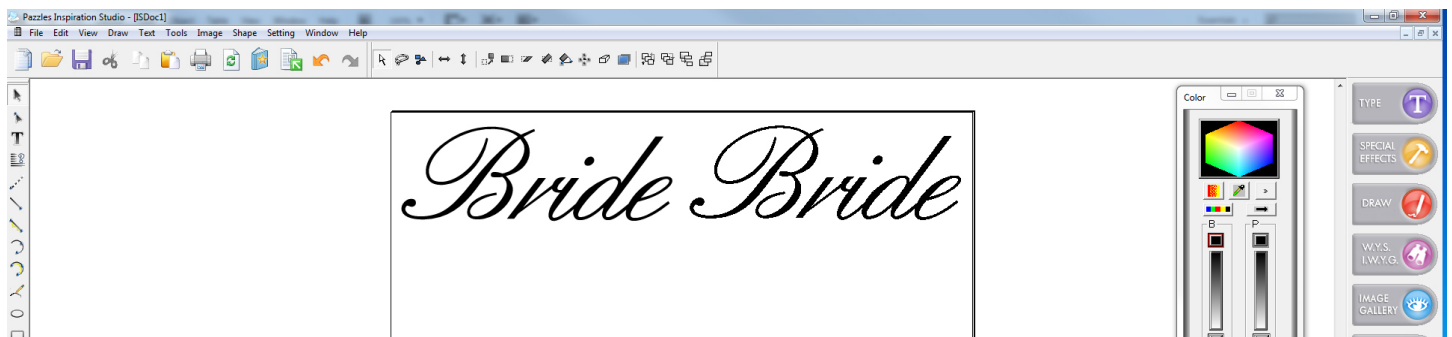 Pazzles Inspiration Studio - [ISDoc1]
File Edit View Draw Text Tools Image Shape Setting Window Help
Color
TYPE T
SPECIAL
EFFECTS
Bride Bride
DRAW
B P
W.Y.S.
I.W.Y.G.
IMAGE
GALLERY